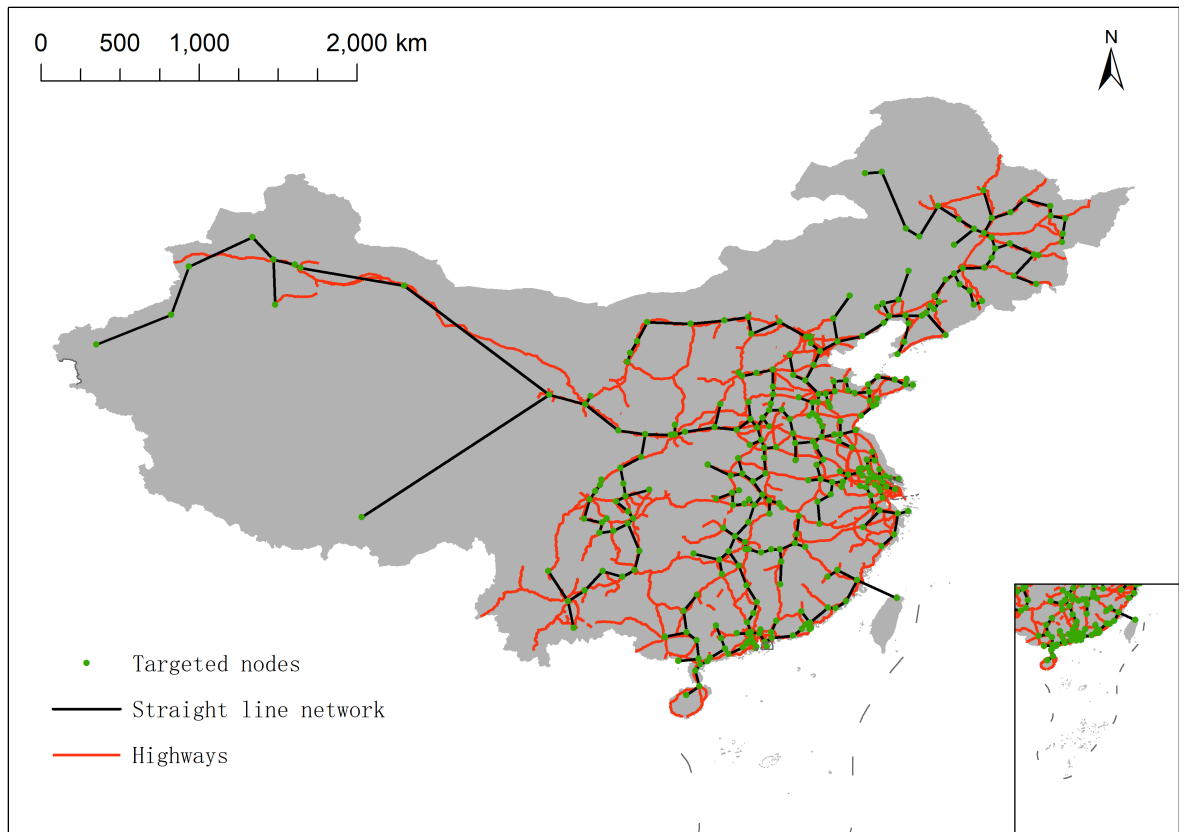 0 500 1,000 2,000 km
N
Targeted nodes
Straight line network
Highways